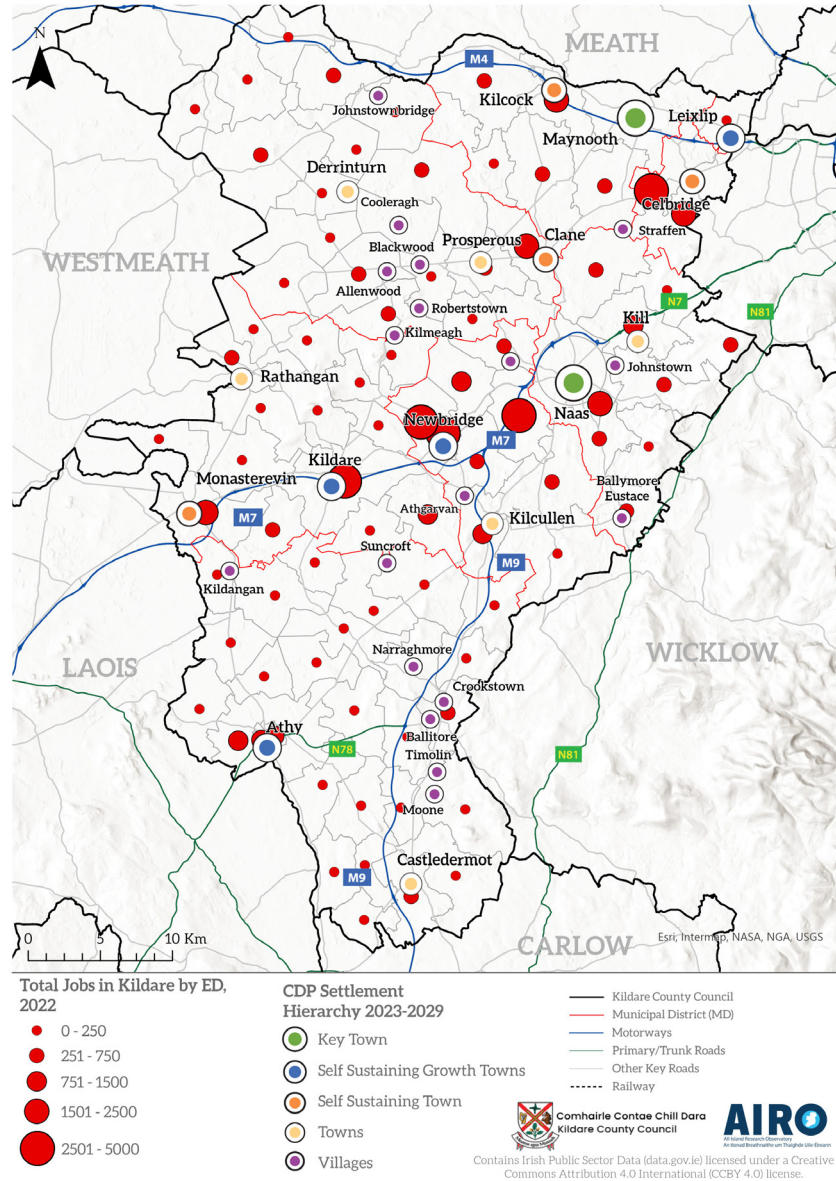 N
MEATH
M4
Kilcock
Johnstownbridge
Maynooth
Leixlip
Derrinturn
Cooleragh
Celbridge
Straffen
Blackwood
Prosperous
Clane
WESTMEATH
Allenwood
Robertstown
N7
N81
Kilmeagh
Kill
Johnstown
Rathangan
Naas
Newbridge
M7
Kildare
Monasterevin
Ballymore
Eustace
M7
Athgarvan
Kilcullen
Suncroft
M9
Kildangan
Narraghmore
WICKLOW
LAOIS
Crookstown
Athy
Ballitore
N78
Timolin
N81
Moone
Castledermot
M9
0 5 10 Km
CARLOW
Esri, Intermap, NASA, NGA, USGS
Total Jobs in Kildare by ED,
2022
0 - 250
251 - 750
751 - 1500
1501 - 2500
2501 - 5000
CDP Settlement
Hierarchy 2023-2029
Key Town
Self Sustaining Growth Towns
Self Sustaining Town
Towns
Villages
Kildare County Council
Municipal District (MD)
Motorways
Primary/Trunk Roads
Other Key Roads
Railway
Comhairle Contae Chill Dara
Kildare County Council
AIRO
All Island Research Observatory
Contains Irish Public Sector Data (data.gov.ie) licensed under a Creative
Commons Attribution 4.0 International (CCBY 4.0) license.